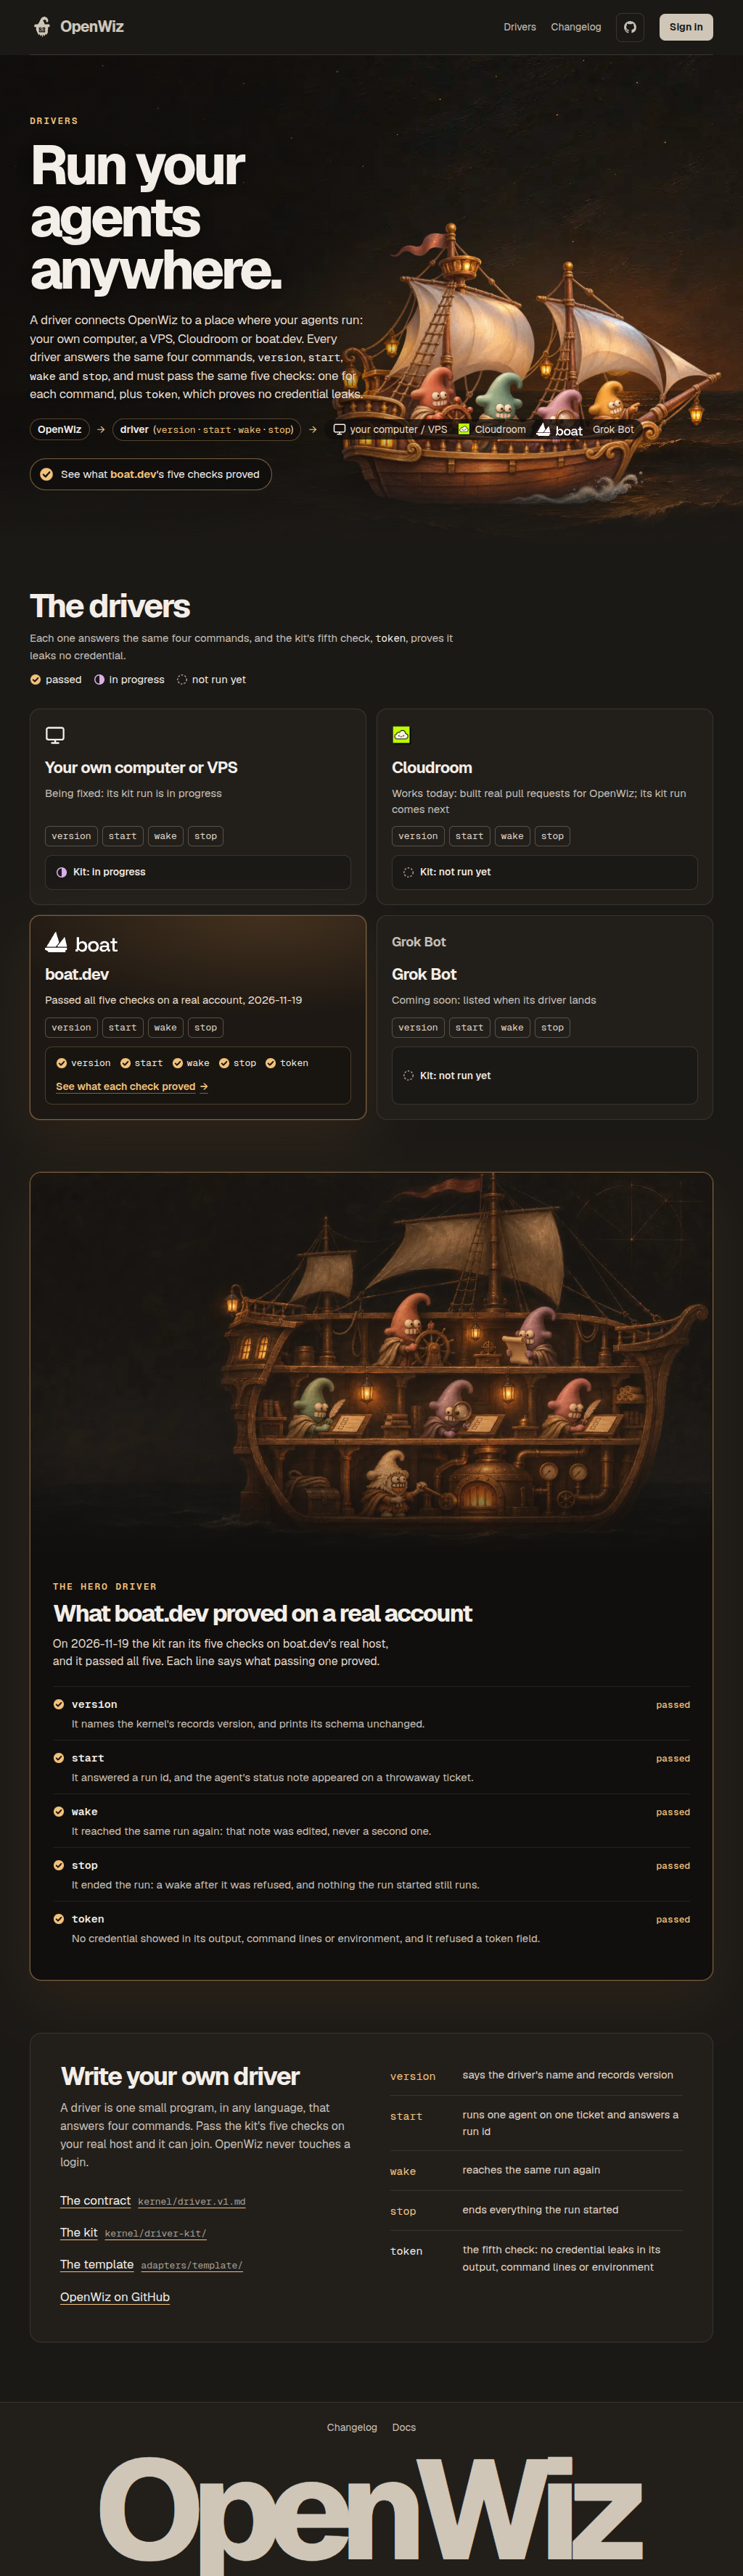 OpenWiz
Drivers Changelog Sign in
DRIVERS
Run your
agents
anywhere.
A driver connects OpenWiz to a place where your agents run:
your own computer, a VPS, Cloudroom or boat.dev. Every
driver answers the same four commands, version, start,
wake and stop, and must pass the same five checks: one for
each command, plus token, which proves no credential leaks.
OpenWiz → driver (version · start · wake · stop) → your computer / VPS Cloudroom boat Grok Bot
See what boat.dev's five checks proved
The drivers
Each one answers the same four commands, and the kit's fifth check, token, proves it
leaks no credential.
passed in progress not run yet
Your own computer or VPS
Being fixed: its kit run is in progress
version start wake stop
Kit: in progress
Cloudroom
Works today: built real pull requests for OpenWiz; its kit run
comes next
version start wake stop
Kit: not run yet
boat
boat.dev
Passed all five checks on a real account, 2026-11-19
version start wake stop
version start wake stop token
See what each check proved →
Grok Bot
Grok Bot
Coming soon: listed when its driver lands
version start wake stop
Kit: not run yet
THE HERO DRIVER
What boat.dev proved on a real account
On 2026-11-19 the kit ran its five checks on boat.dev's real host,
and it passed all five. Each line says what passing one proved.
version passed
It names the kernel's records version, and prints its schema unchanged.
start passed
It answered a run id, and the agent's status note appeared on a throwaway ticket.
wake passed
It reached the same run again: that note was edited, never a second one.
stop passed
It ended the run: a wake after it was refused, and nothing the run started still runs.
token passed
No credential showed in its output, command lines or environment, and it refused a token field.
Write your own driver
A driver is one small program, in any language, that
answers four commands. Pass the kit's five checks on
your real host and it can join. OpenWiz never touches a
login.
The contract kernel/driver.v1.md
The kit kernel/driver-kit/
The template adapters/template/
OpenWiz on GitHub
version says the driver's name and records version
start runs one agent on one ticket and answers a
run id
wake reaches the same run again
stop ends everything the run started
token the fifth check: no credential leaks in its
output, command lines or environment
Changelog Docs
OpenWiz